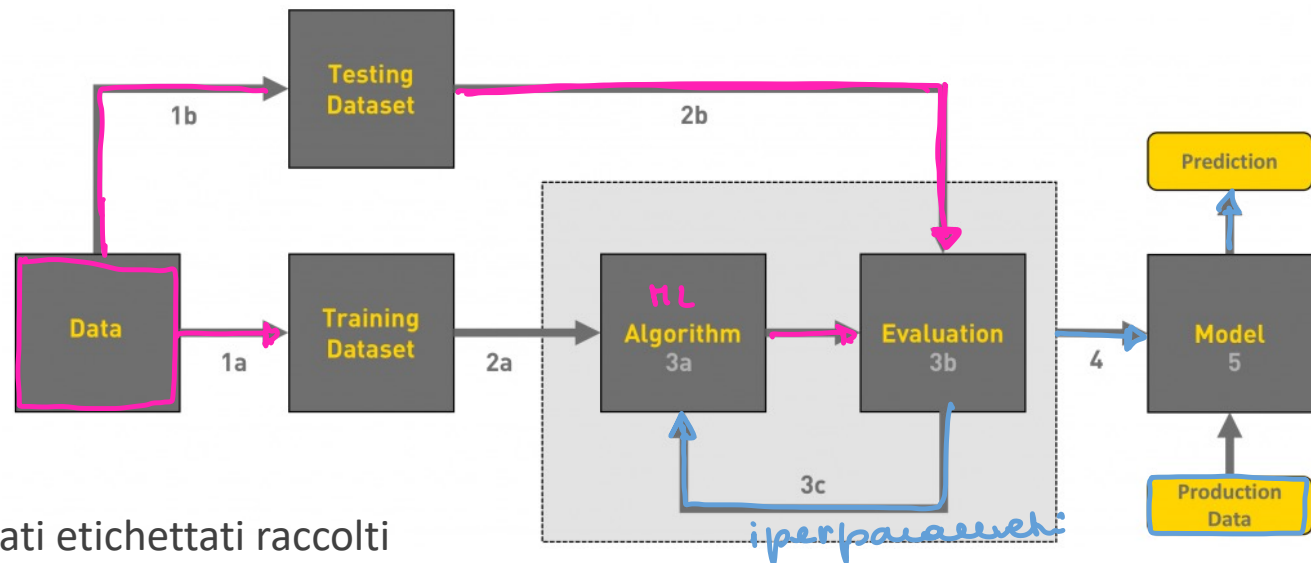 Testing
Dataset
1b
2b
Prediction
Data
1a
Training
Dataset
2a
ML
Algorithm
3a
Evaluation
3b
4
Model
5
3c
iperparametri
Production
Data
ati etichettati raccolti